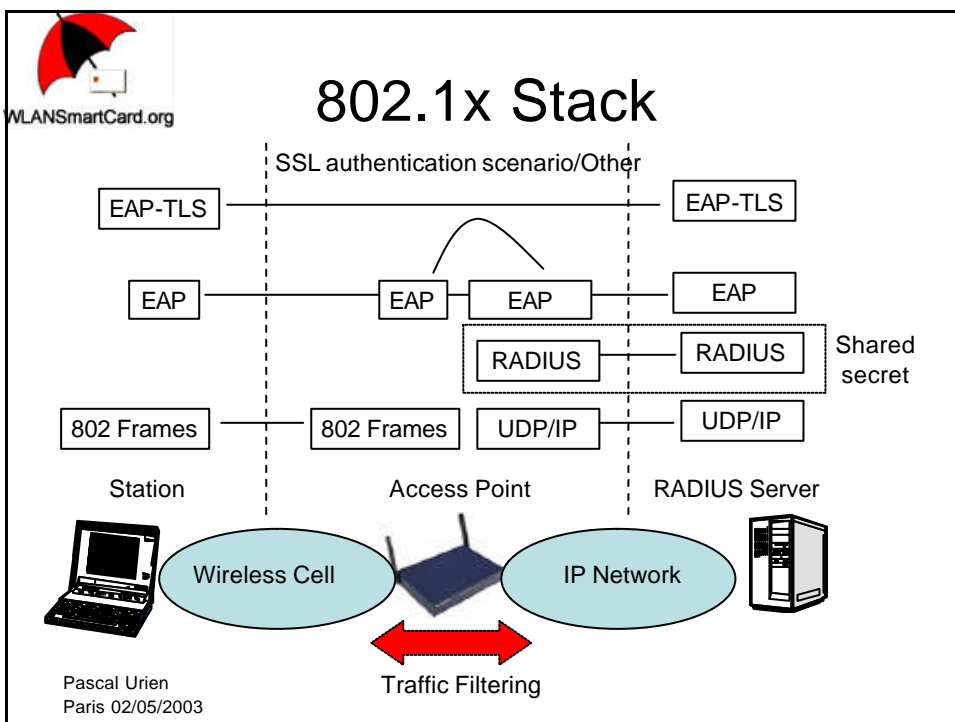 WLANSmartCard.org
802.1x Stack
SSL authentication scenario/Other
EAP-TLS
EAP-TLS
EAP
EAP
EAP
EAP
RADIUS
RADIUS
Shared
secret
802 Frames
802 Frames
UDP/IP
UDP/IP
Station
Access Point
RADIUS Server
Wireless Cell
IP Network
Traffic Filtering
Pascal Urien
Paris 02/05/2003